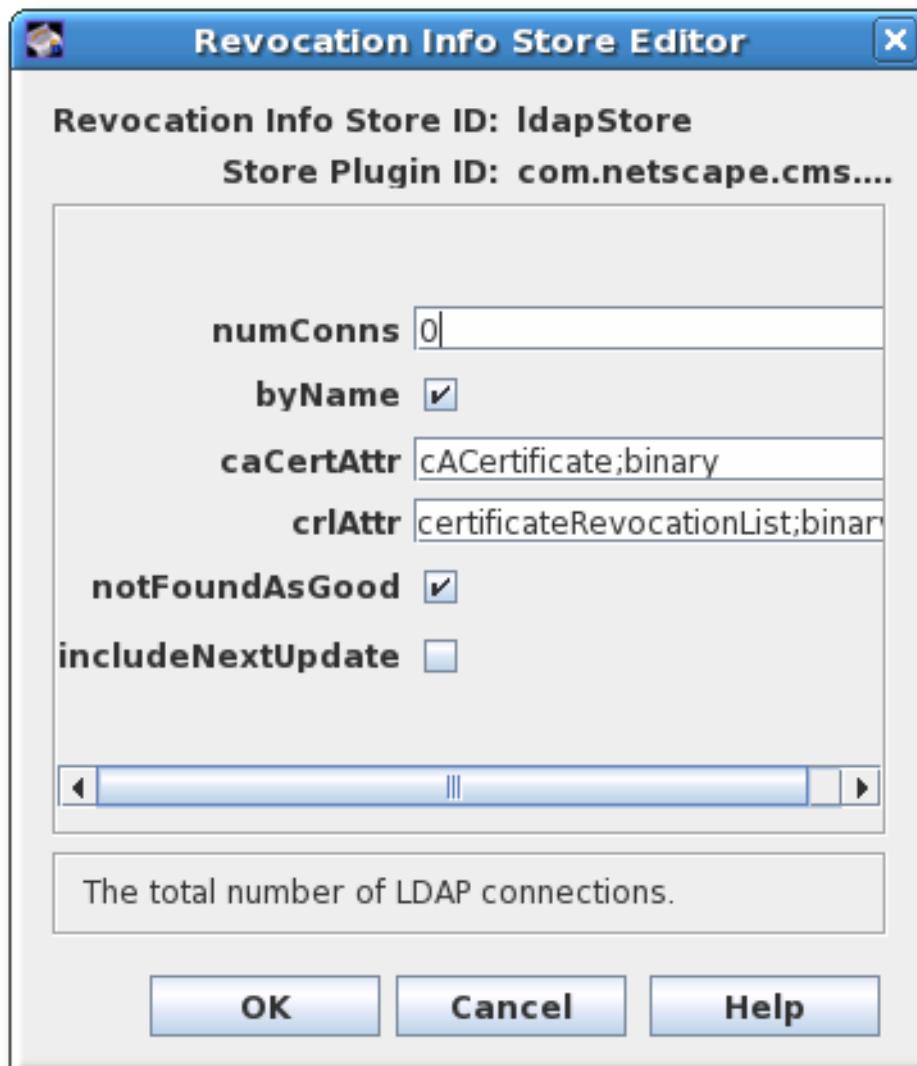 Revocation Info Store Editor
Revocation Info Store ID: ldapStore
Store Plugin ID: com.netscape.cms....
numConns 0
byName
caCertAttr cACertificate;binary
crlAttr certificateRevocationList;binary
notFoundAsGood
includeNextUpdate
The total number of LDAP connections.
OK Cancel Help